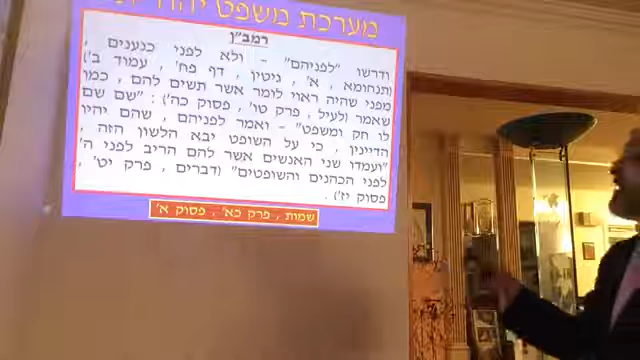 מערכת משפט יהודית
רמב"ן
ודרשו "לפניהם" – ולא לפני כנענים ,
(תנחומא , א' , גיטין , דף פח' , עמוד ב')
מפני שהיה ראוי לומר אשר תשים להם , כמו
שאמר (לעיל , פרק טו' , פסוק כה') : "שם שם
לו חק ומשפט" – ואמר לפניהם , שהם יהיו
הדיינין , כי על השופט יבא הלשון הזה ,
"ועמדו שני האנשים אשר להם הריב לפני ה'
לפני הכהנים והשופטים" (דברים , פרק יט' ,
פסוק יז') .
שמות , פרק כא' , פסוק א'